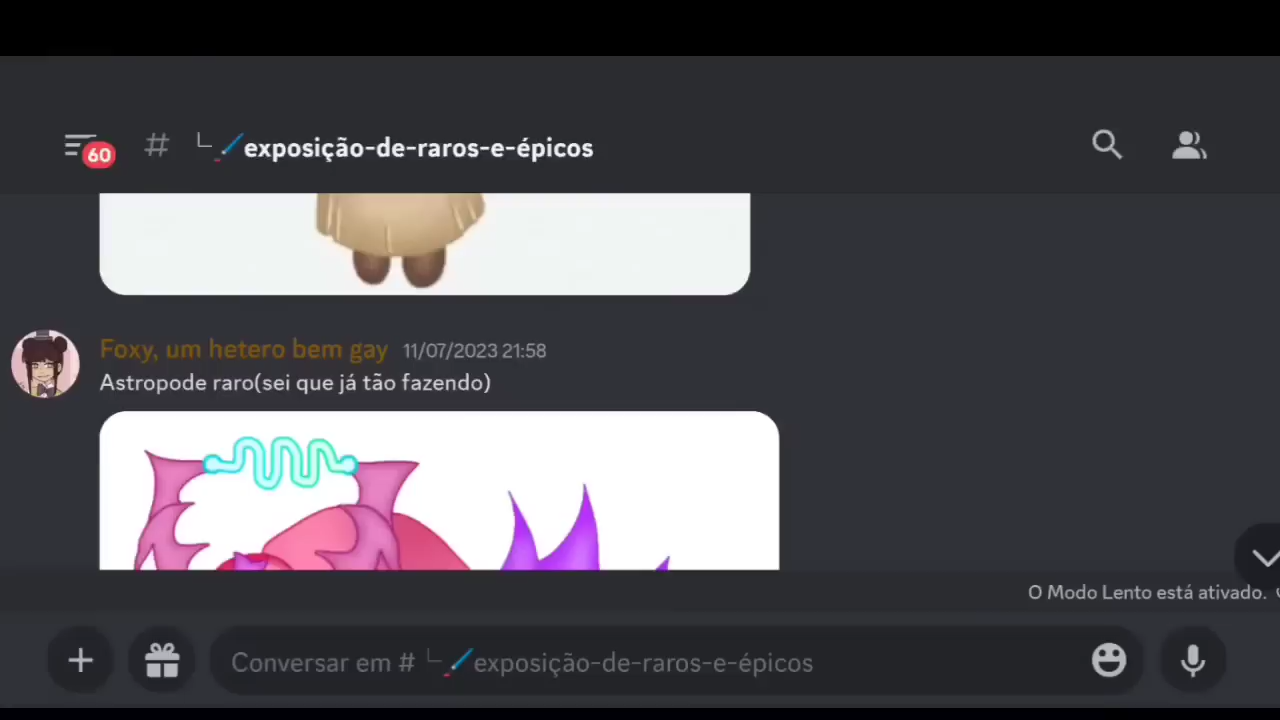 60 # exposição-de-raros-e-épicos
Foxy, um hetero bem gay 11/07/2023 21:58
Astropode raro(sei que já tão fazendo)
O Modo Lento está ativado.
Conversar em # exposição-de-raros-e-épicos